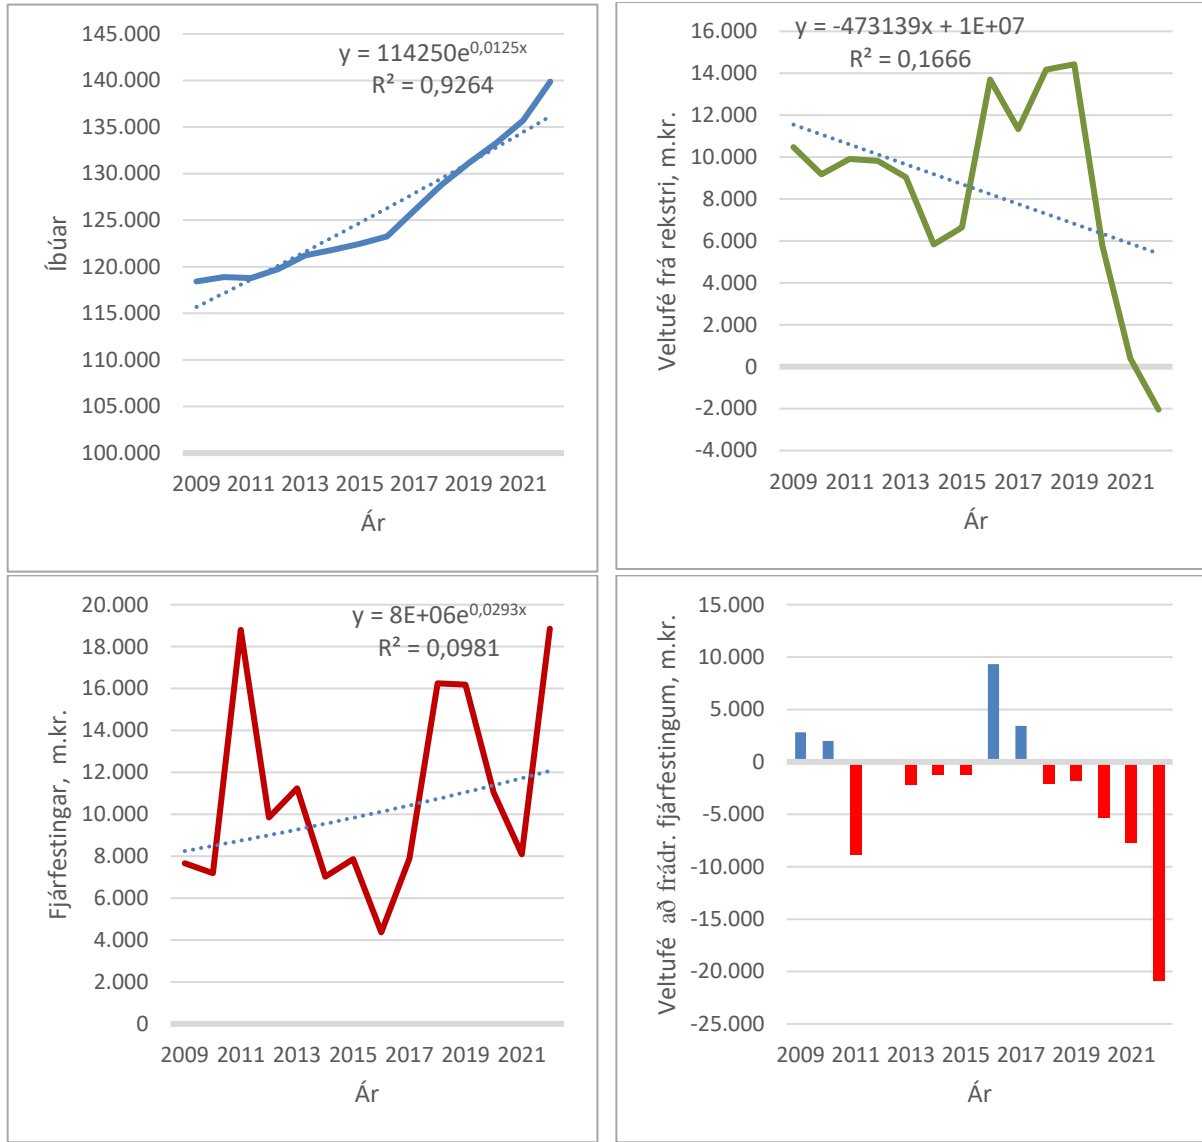 145.000
140.000
135.000
130.000
125.000
120.000
115.000
110.000
105.000
100.000
Íbúar
y = 114250e^0,0125x
R² = 0,9264
2009 2011 2013 2015 2017 2019 2021
Ár
16.000
14.000
12.000
10.000
8.000
6.000
4.000
2.000
0
-2.000
-4.000
Veltufé frá rekstri, m.kr.
y = -473139x + 1E+07
R² = 0,1666
2009 2011 2013 2015 2017 2019 2021
Ár
20.000
18.000
16.000
14.000
12.000
10.000
8.000
6.000
4.000
2.000
0
Fjárfestingar, m.kr.
y = 8E+06e^0,0293x
R² = 0,0981
2009 2011 2013 2015 2017 2019 2021
Ár
15.000
10.000
5.000
0
-5.000
-10.000
-15.000
-20.000
-25.000
Veltufé að frádr. fjárfestingum, m.kr.
2009 2011 2013 2015 2017 2019 2021
Ár